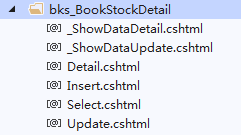 bks_BookStockDetail
_ShowDataDetail.cshtml
_ShowDataUpdate.cshtml
Detail.cshtml
Insert.cshtml
Select.cshtml
Update.cshtml